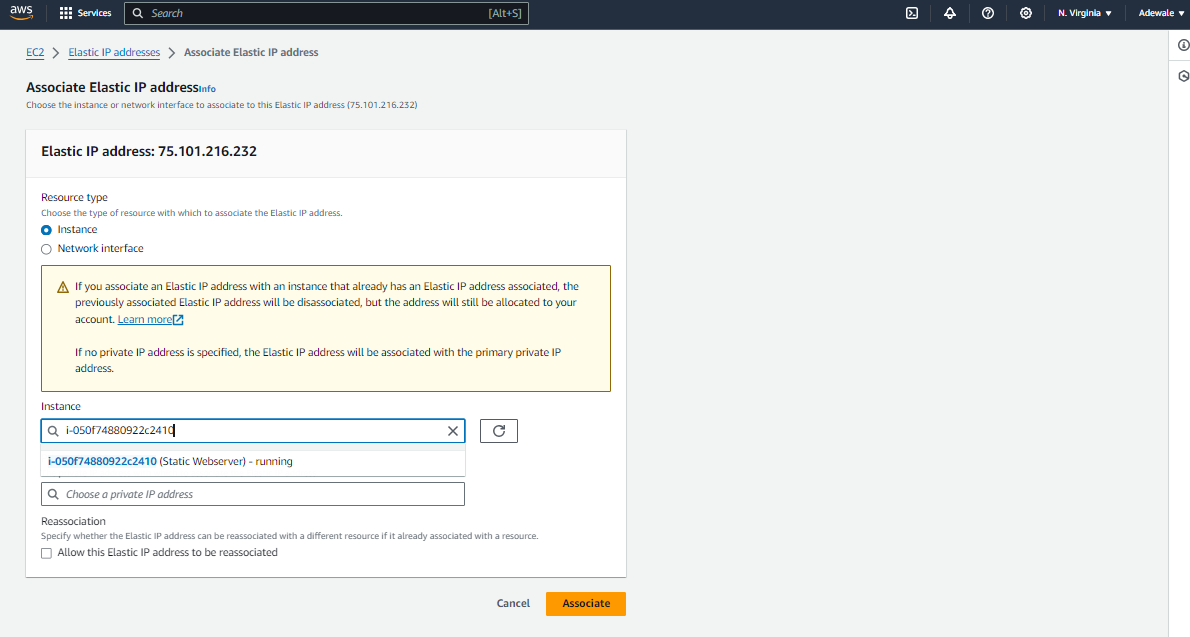 aws Services Search [Alt+S] N. Virginia Adewale
EC2 Elastic IP addresses Associate Elastic IP address
Associate Elastic IP address Info
Choose the instance or network interface to associate to this Elastic IP address (75.101.216.232)
Elastic IP address: 75.101.216.232
Resource type
Choose the type of resource with which to associate the Elastic IP address.
Instance
Network interface
If you associate an Elastic IP address with an instance that already has an Elastic IP address associated, the
previously associated Elastic IP address will be disassociated, but the address will still be allocated to your
account. Learn more
If no private IP address is specified, the Elastic IP address will be associated with the primary private IP
address.
Instance
i-050f74880922c2410
i-050f74880922c2410 (Static Webserver) - running
Choose a private IP address
Reassociation
Specify whether the Elastic IP address can be reassociated with a different resource if it already associated with a resource.
Allow this Elastic IP address to be reassociated
Cancel Associate